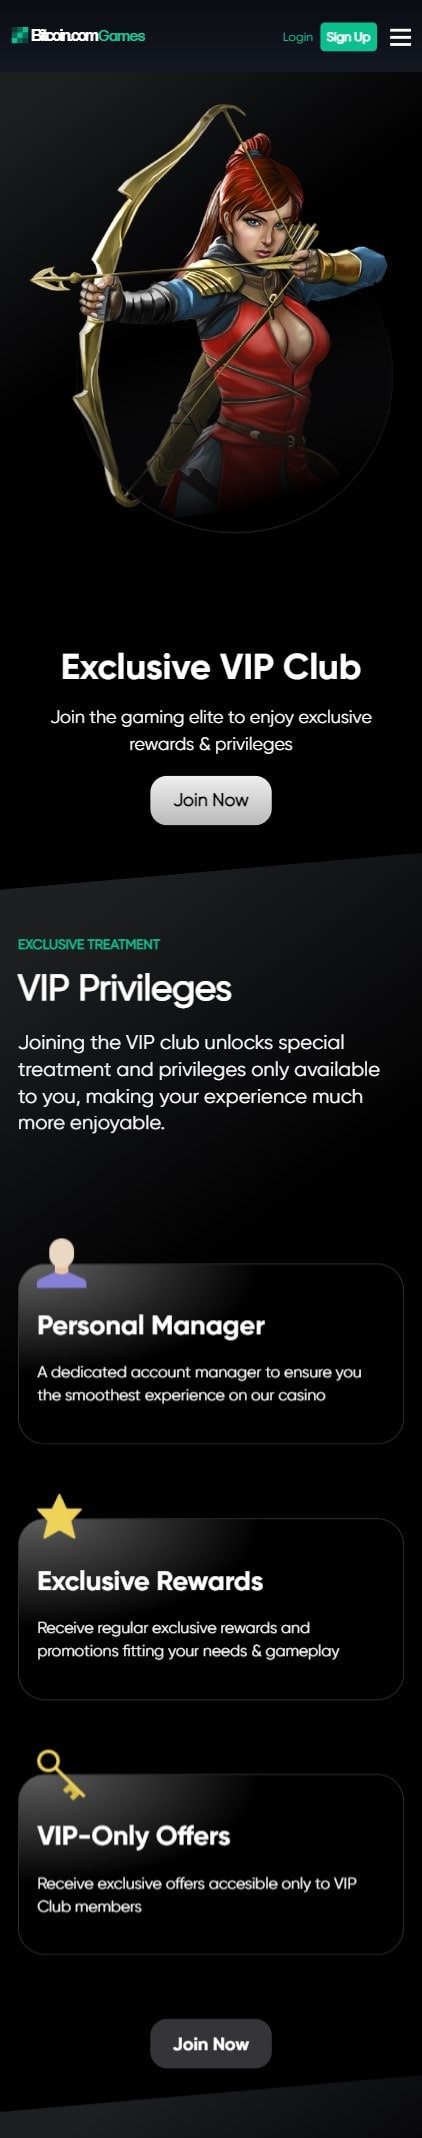 Bitcoin.comGames
Login
Sign Up
Exclusive VIP Club
Join the gaming elite to enjoy exclusive
rewards & privileges
Join Now
EXCLUSIVE TREATMENT
VIP Privileges
Joining the VIP club unlocks special
treatment and privileges only available
to you, making your experience much
more enjoyable.
Personal Manager
A dedicated account manager to ensure you
the smoothest experience on our casino
Exclusive Rewards
Receive regular exclusive rewards and
promotions fitting your needs & gameplay
VIP-Only Offers
Receive exclusive offers accesible only to VIP
Club members
Join Now